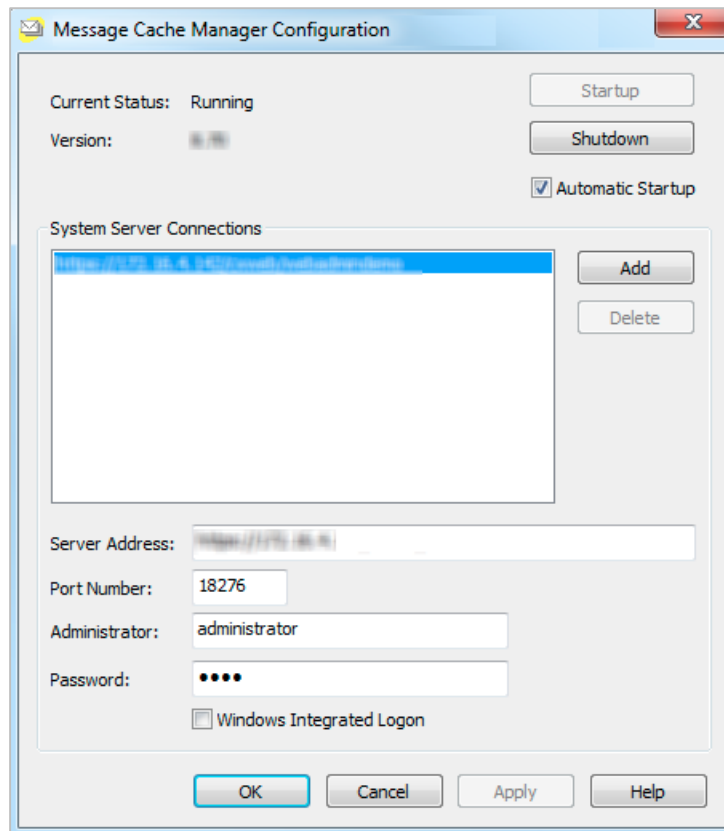 Message Cache Manager Configuration
Current Status: Running
Startup
Version:
Shutdown
Automatic Startup
System Server Connections
Add
Delete
Server Address:
Port Number: 18276
Administrator: administrator
Password: ••••
Windows Integrated Logon
OK Cancel Apply Help